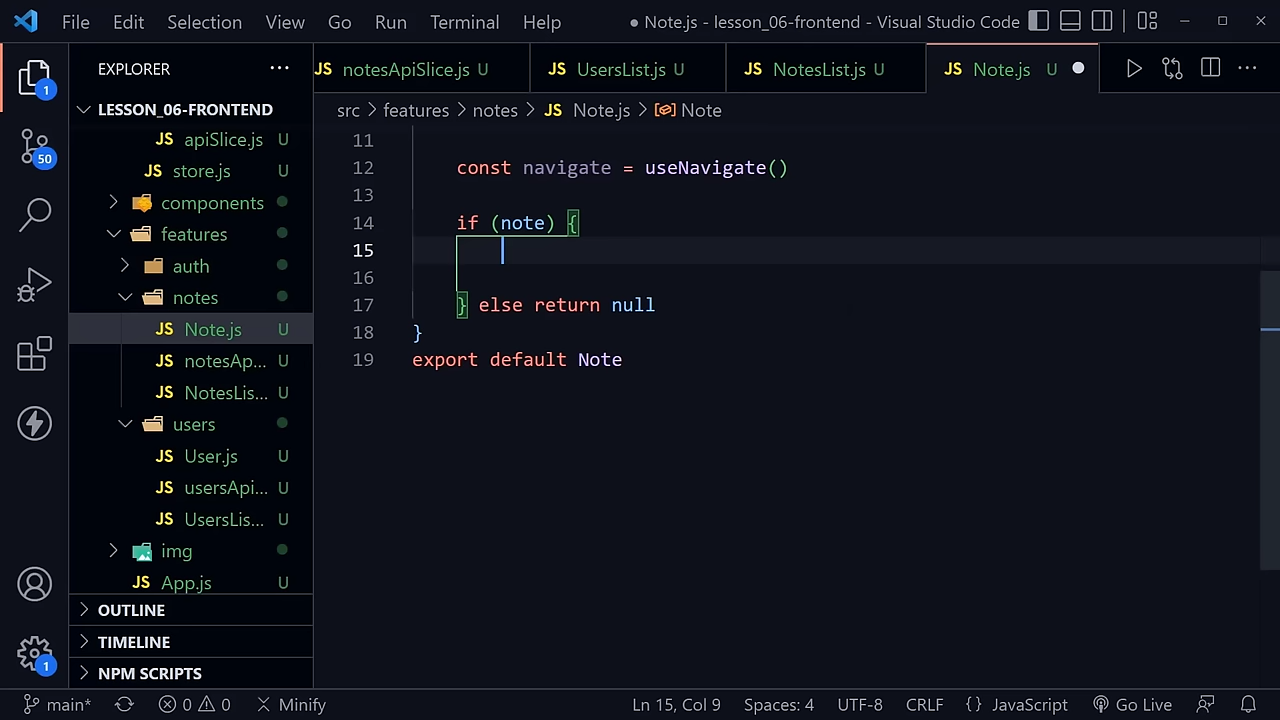 File Edit Selection View Go Run Terminal Help ● Note.js - lesson_06-frontend - Visual Studio Code
EXPLORER ···
JS notesApiSlice.js U JS UsersList.js U JS NotesList.js U JS Note.js U ●
1
LESSON_06-FRONTEND
src > features > notes > JS Note.js > Note
JS apiSlice.js U
11
50
JS store.js U
12 const navigate = useNavigate()
components
13
features
14 if (note) {
15
auth
16
notes
17 } else return null
JS Note.js U
18 }
JS notesAp... U
19 export default Note
JS NotesLis... U
users
JS User.js U
JS usersApi... U
JS UsersLis... U
img
JS App.js U
OUTLINE
TIMELINE
1
NPM SCRIPTS
main* 0 0 Minify Ln 15, Col 9 Spaces: 4 UTF-8 CRLF {} JavaScript Go Live